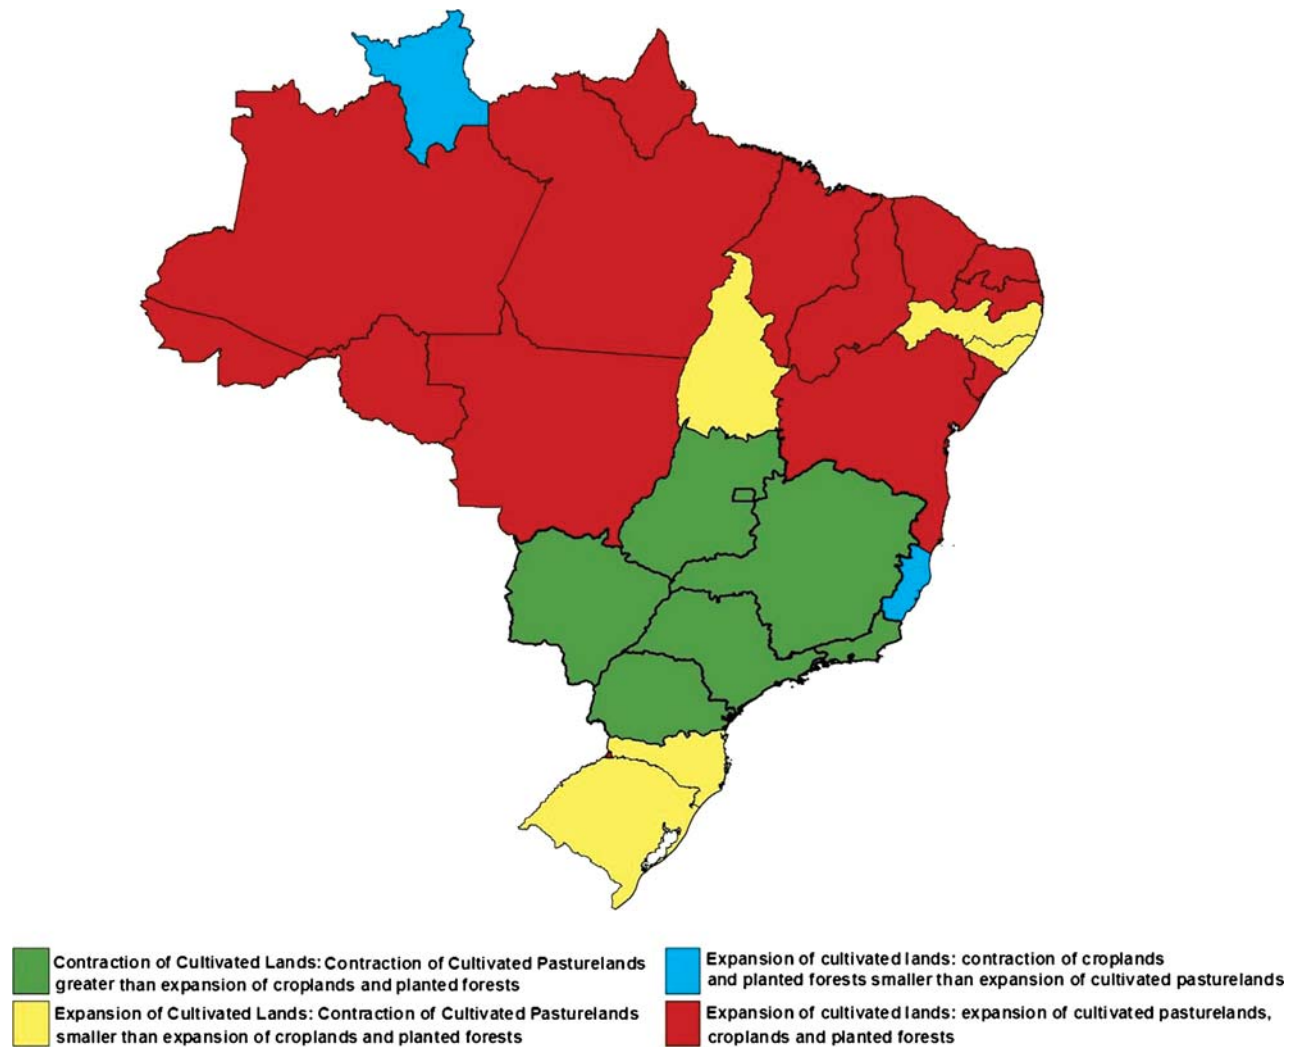 Contraction of Cultivated Lands: Contraction of Cultivated Pasturelands
greater than expansion of croplands and planted forests
Expansion of Cultivated Lands: Contraction of Cultivated Pasturelands
smaller than expansion of croplands and planted forests
Expansion of cultivated lands: contraction of croplands
and planted forests smaller than expansion of cultivated pasturelands
Expansion of cultivated lands: expansion of cultivated pasturelands,
croplands and planted forests